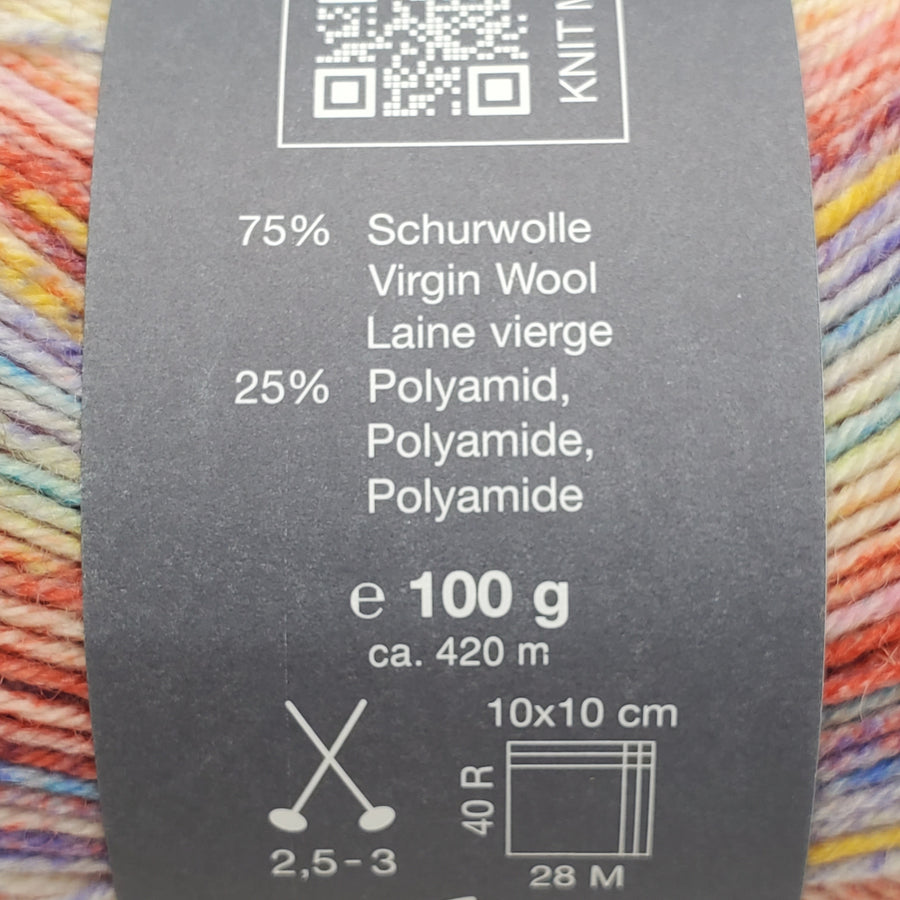 KNIT
75% Schurwolle
Virgin Wool
Laine vierge
25% Polyamid,
Polyamide,
Polyamide
℮ 100 g
ca. 420 m
10x10 cm
40 R
2,5-3
28 M